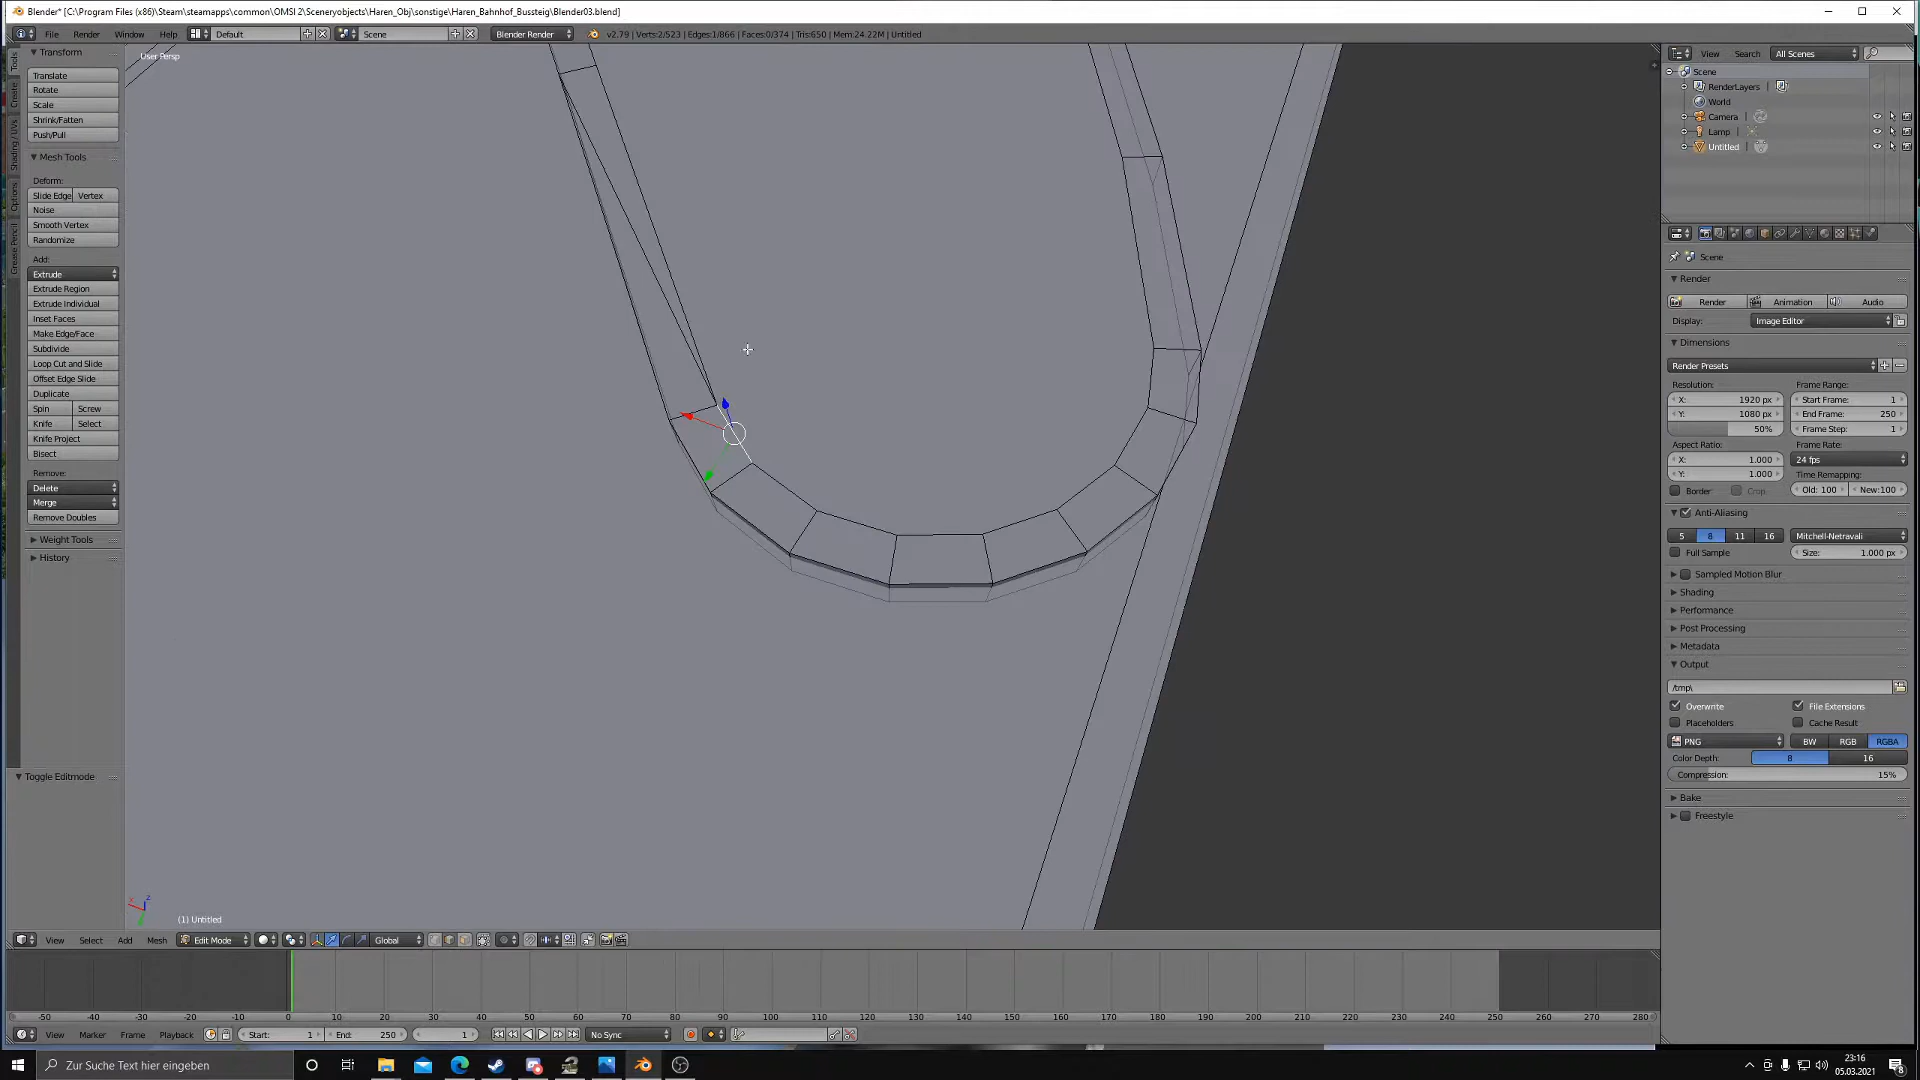 Blender* [C:\Program Files (x86)\Steam\steamapps\common\OMSI 2\Sceneryobjects\Haren_Obj\sonstige\Haren_Bahnhof_Bussteig\Blender03.blend]
File Render Window Help Default Scene Blender Render v2.79 | Verts:2/523 | Edges:1/866 | Faces:0/374 | Tris:650 | Mem:24.22M | Untitled
User Persp
Tools
Create
Shading / UVs
Options
Grease Pencil
Transform
Translate
Rotate
Scale
Shrink/Fatten
Push/Pull
Mesh Tools
Deform:
Slide Edge Vertex
Noise
Smooth Vertex
Randomize
Add:
Extrude
Extrude Region
Extrude Individual
Inset Faces
Make Edge/Face
Subdivide
Loop Cut and Slide
Offset Edge Slide
Duplicate
Spin Screw
Knife Select
Knife Project
Bisect
Remove:
Delete
Merge
Remove Doubles
Weight Tools
History
Toggle Editmode
x z
(1) Untitled
View Select Add Mesh Edit Mode Global
View Search All Scenes
Scene
RenderLayers
World
Camera
Lamp
Untitled
Scene
Render
Render Animation Audio
Display: Image Editor
Dimensions
Render Presets
Resolution: Frame Range:
X: 1920 px Start Frame: 1
Y: 1080 px End Frame: 250
50% Frame Step: 1
Aspect Ratio: Frame Rate:
X: 1.000 24 fps
Y: 1.000 Time Remapping:
Border Crop Old: 100 New:100
Anti-Aliasing
5 8 11 16 Mitchell-Netravali
Full Sample Size: 1.000 px
Sampled Motion Blur
Shading
Performance
Post Processing
Metadata
Output
/tmp\
Overwrite File Extensions
Placeholders Cache Result
PNG BW RGB RGBA
Color Depth: 8 16
Compression: 15%
Bake
Freestyle
-50 -40 -30 -20 -10 0 10 20 30 40 50 60 70 80 90 100 110 120 130 140 150 160 170 180 190 200 210 220 230 240 250 260 270 280
View Marker Frame Playback Start: 1 End: 250 1 No Sync
Zur Suche Text hier eingeben
23:16
05.03.2021
8